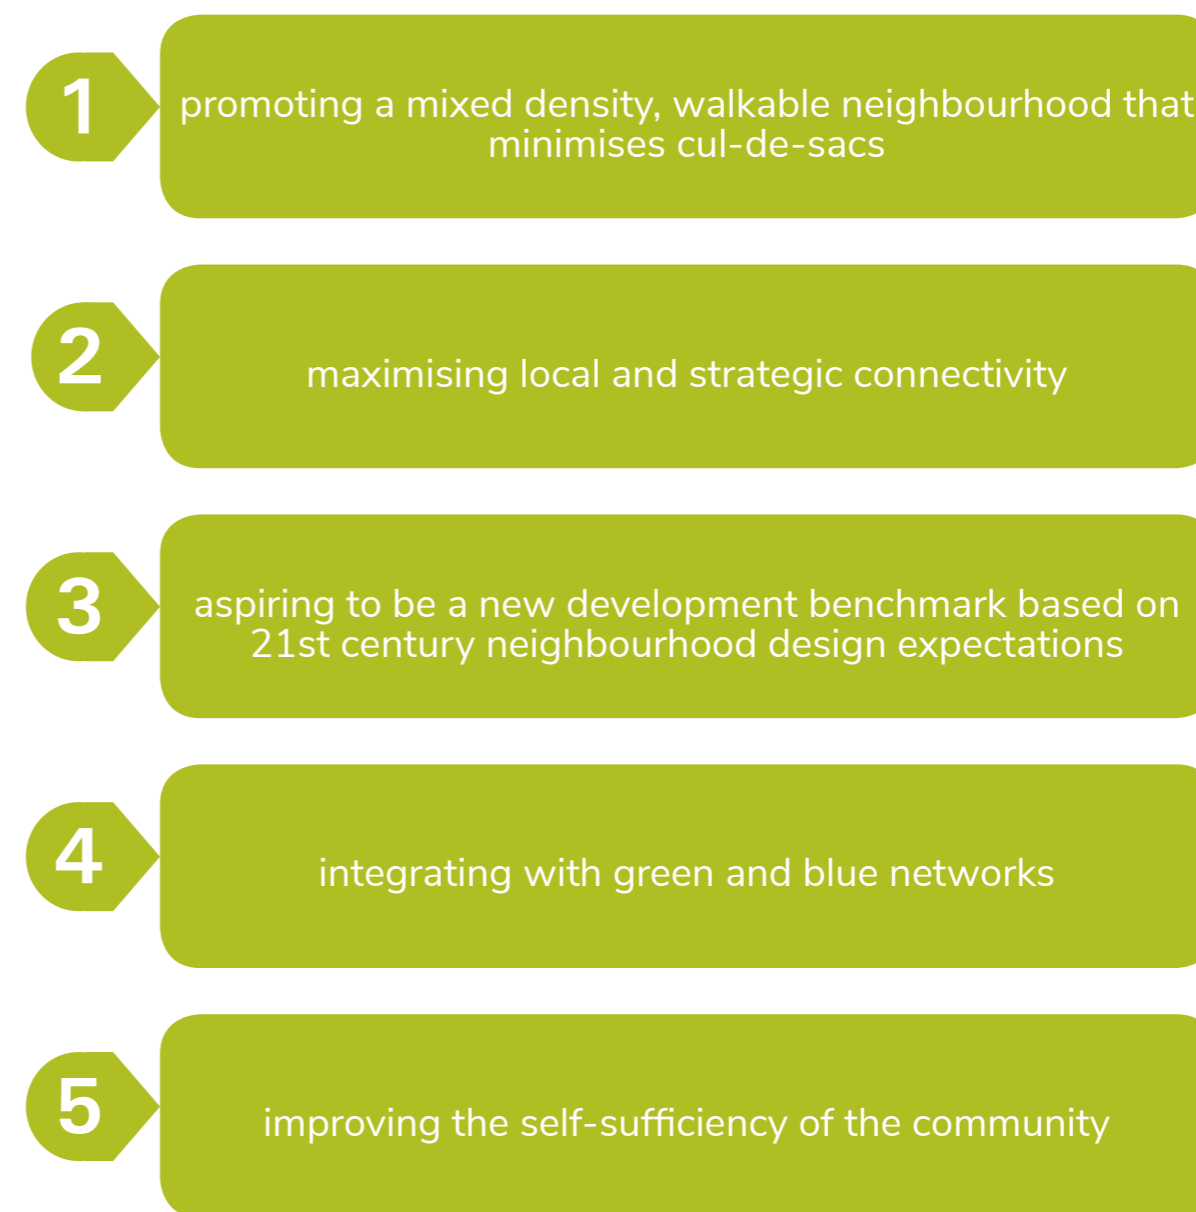 1
promoting a mixed density, walkable neighbourhood that
minimises cul-de-sacs
2
maximising local and strategic connectivity
3
aspiring to be a new development benchmark based on
21st century neighbourhood design expectations
4
integrating with green and blue networks
5
improving the self-sufficiency of the community